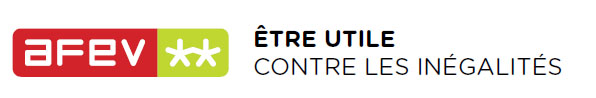 afev
ÊTRE UTILE
CONTRE LES INÉGALITÉS